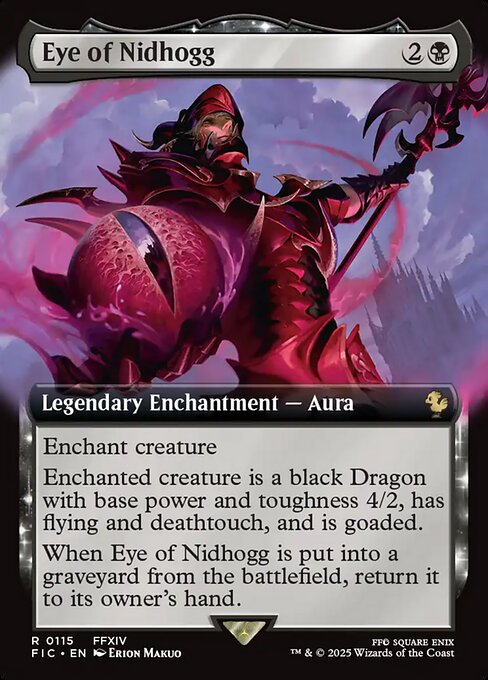 Eye of Nidhogg 2
Legendary Enchantment — Aura
Enchant creature
Enchanted creature is a black Dragon
with base power and toughness 4/2, has
flying and deathtouch, and is goaded.
When Eye of Nidhogg is put into a
graveyard from the battlefield, return it
to its owner's hand.
R 0115 FFXIV
FIC • EN Erion Makuo
FF© SQUARE ENIX
™ & © 2025 Wizards of the Coast